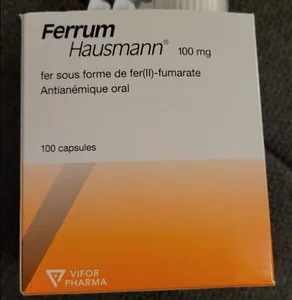 Ferrum
Hausmann® 100 mg
fer sous forme de fer(II)-fumarate
Antianémique oral
100 capsules
VIFOR
PHARMA